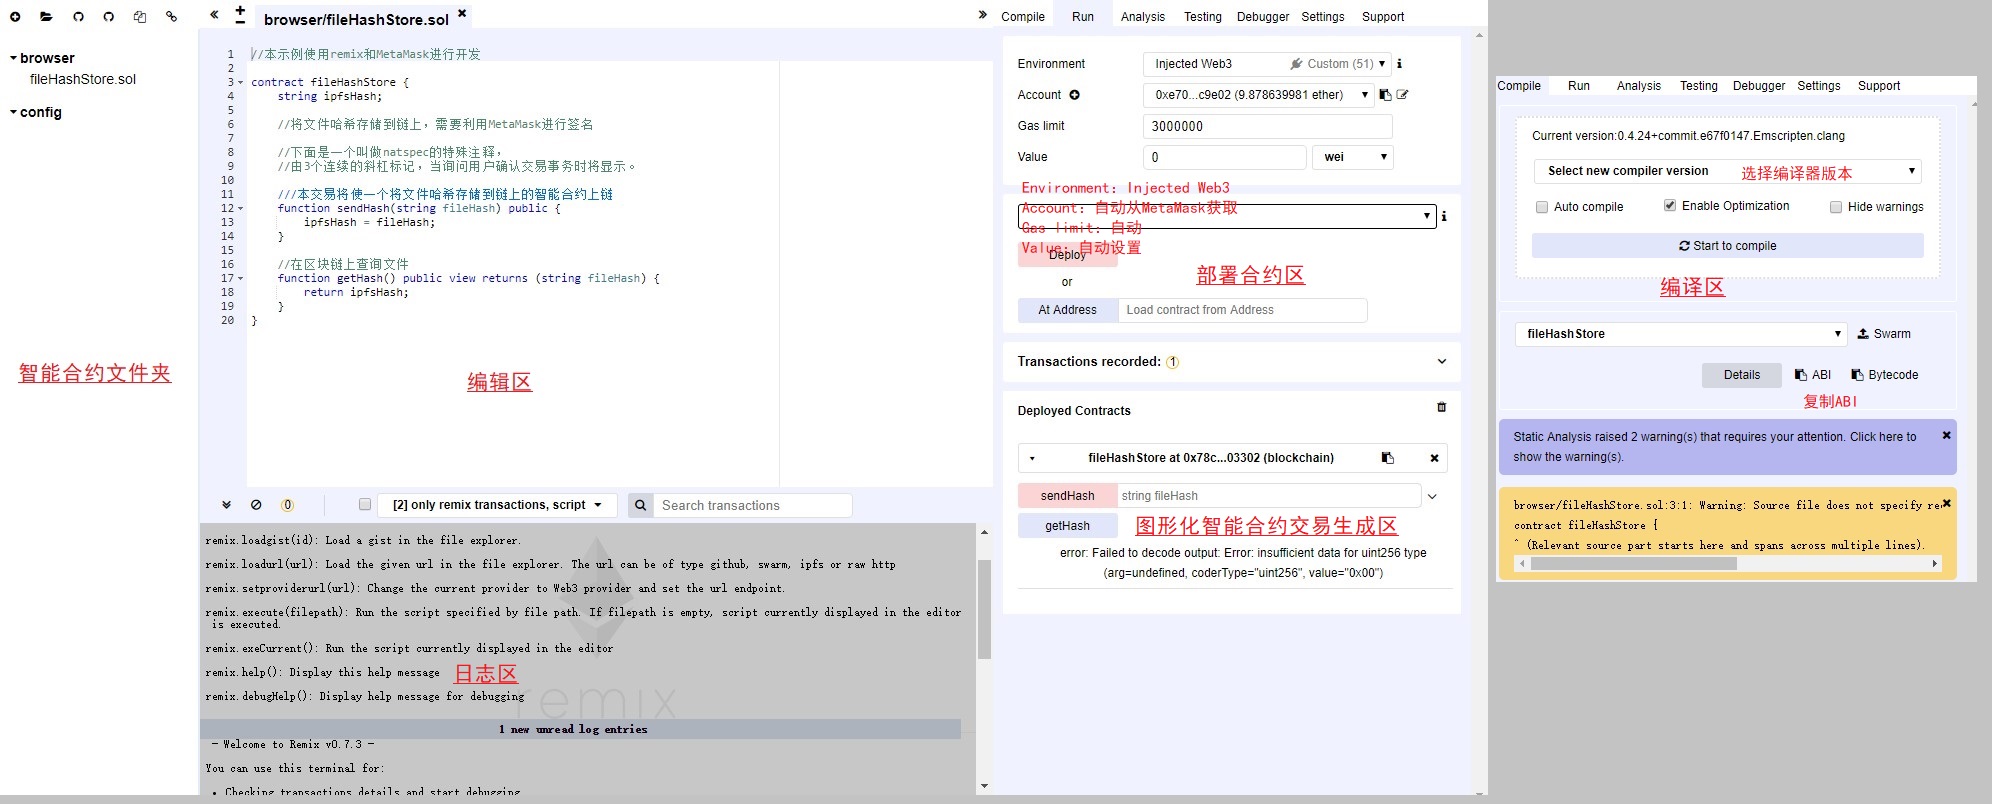 browser
fileHashStore.sol
config
智能合约文件夹
browser/fileHashStore.sol
1 //本示例使用remix和MetaMask进行开发
2
3 contract fileHashStore {
4 string ipfsHash;
5
6 //将文件哈希存储到链上，需要利用MetaMask进行签名
7
8 //下面是一个叫做natspec的特殊注释，
9 //由3个连续的斜杠标记，当询问用户确认交易事务时将显示。
10
11 ///本交易将使一个将文件哈希存储到链上的智能合约上链
12 function sendHash(string fileHash) public {
13 ipfsHash = fileHash;
14 }
15
16 //在区块链上查询文件
17 function getHash() public view returns (string fileHash) {
18 return ipfsHash;
19 }
20 }
编辑区
0 [2] only remix transactions, script Search transactions
remix.loadgist(id): Load a gist in the file explorer.
remix.loadurl(url): Load the given url in the file explorer. The url can be of type github, swarm, ipfs or raw http
remix.setproviderurl(url): Change the current provider to Web3 provider and set the url endpoint.
remix.execute(filepath): Run the script specified by file path. If filepath is empty, script currently displayed in the editor
is executed.
remix.exeCurrent(): Run the script currently displayed in the editor
remix.help(): Display this help message
日志区
remix.debugHelp(): Display help message for debugging
remix
1 new unread log entries
- Welcome to Remix v0.7.3 -
You can use this terminal for:
• Checking transactions details and start debugging
Compile Run Analysis Testing Debugger Settings Support
Environment Injected Web3 Custom (51)
Account 0xe70...c9e02 (9.878639981 ether)
Gas limit 3000000
Value 0 wei
Environment: Injected Web3
Account: 自动从MetaMask获取
Gas limit: 自动
Value: 自动设置
Deploy
部署合约区
or
At Address Load contract from Address
Transactions recorded: 1
Deployed Contracts
fileHashStore at 0x78c...03302 (blockchain)
sendHash string fileHash
getHash
图形化智能合约交易生成区
error: Failed to decode output: Error: insufficient data for uint256 type
(arg=undefined, coderType="uint256", value="0x00")
Compile Run Analysis Testing Debugger Settings Support
Current version:0.4.24+commit.e67f0147.Emscripten.clang
Select new compiler version 选择编译器版本
Auto compile Enable Optimization Hide warnings
Start to compile
编译区
fileHashStore Swarm
Details ABI Bytecode
复制ABI
Static Analysis raised 2 warning(s) that requires your attention. Click here to
show the warning(s).
browser/fileHashStore.sol:3:1: Warning: Source file does not specify re
contract fileHashStore {
^ (Relevant source part starts here and spans across multiple lines).